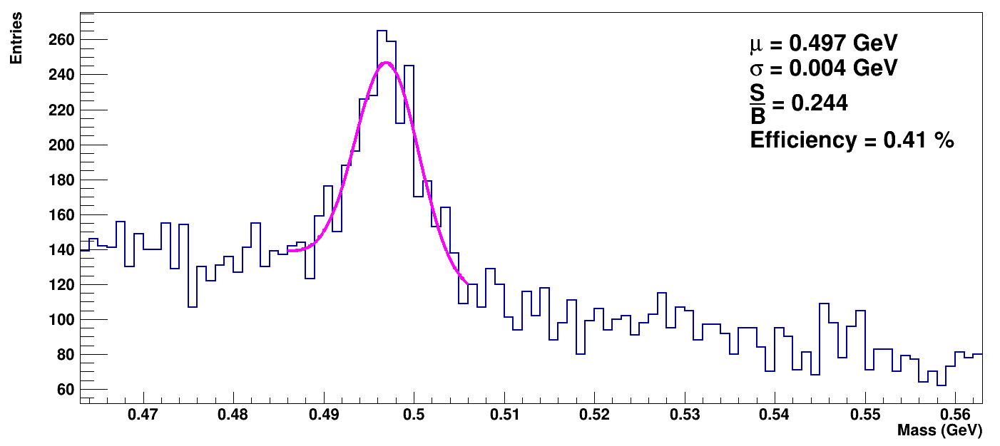 Entries
260
240
220
200
180
160
140
120
100
80
60
μ = 0.497 GeV
σ = 0.004 GeV
S
B = 0.244
Efficiency = 0.41 %
0.47 0.48 0.49 0.5 0.51 0.52 0.53 0.54 0.55 0.56
Mass (GeV)